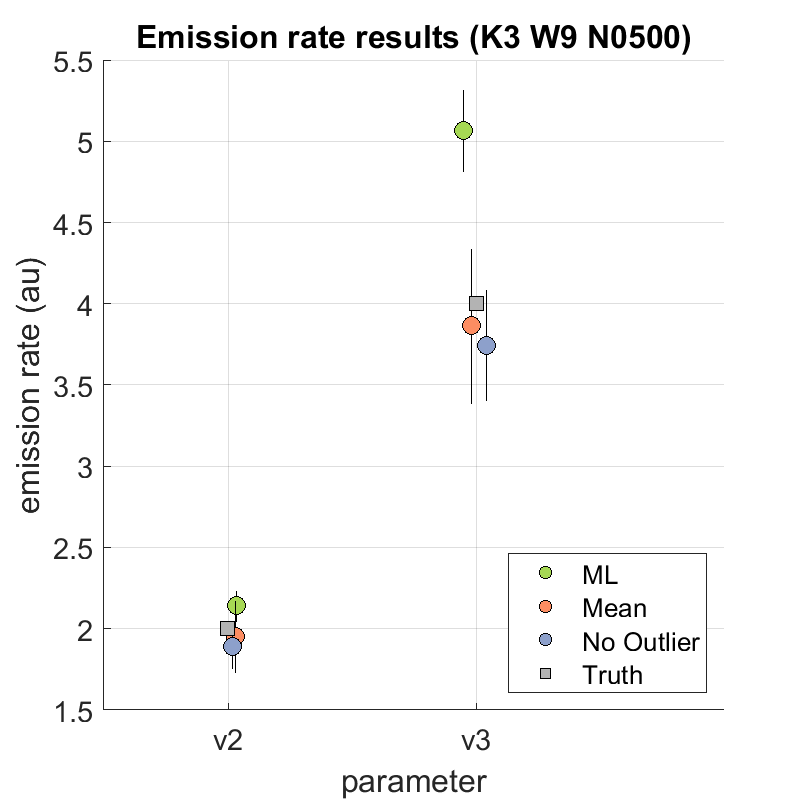 Emission rate results (K3 W9 N0500)
5.5
5
4.5
4
3.5
3
2.5
2
1.5
emission rate (au)
ML
Mean
No Outlier
Truth
v2 v3
parameter